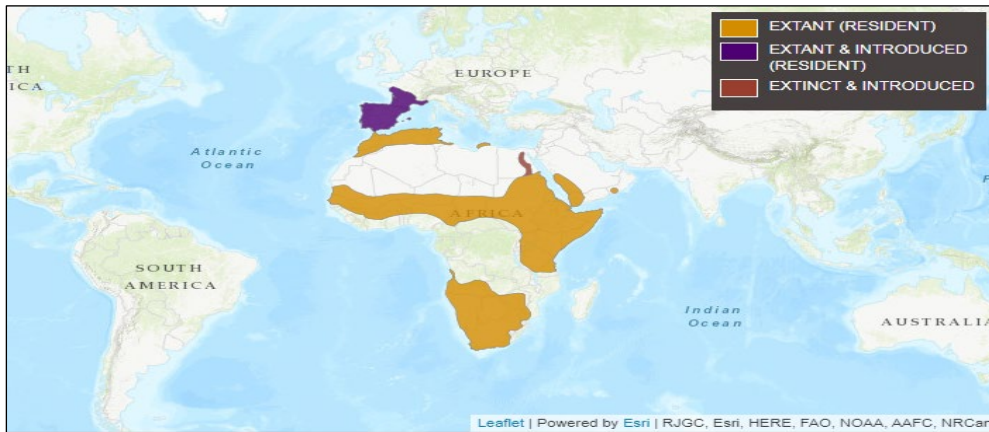 EXTANT (RESIDENT)
EXTANT & INTRODUCED
(RESIDENT)
EXTINCT & INTRODUCED
TH
ICA
EUROPE
Atlantic
Ocean
AFRICA
SOUTH
AMERICA
Indian
Ocean
AUSTRALIA
Leaflet | Powered by Esri | RJGC, Esri, HERE, FAO, NOAA, AAFC, NRCan